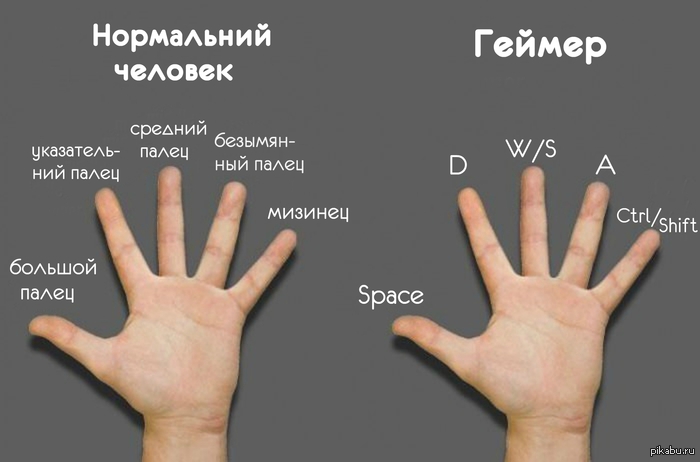 Нормальний
человек
указатель-
ний палец
средний
палец
безымян-
ный палец
мизинец
большой
палец
Геймер
D
W/S
A
Ctrl/
Shift
Space
pikabu.ru